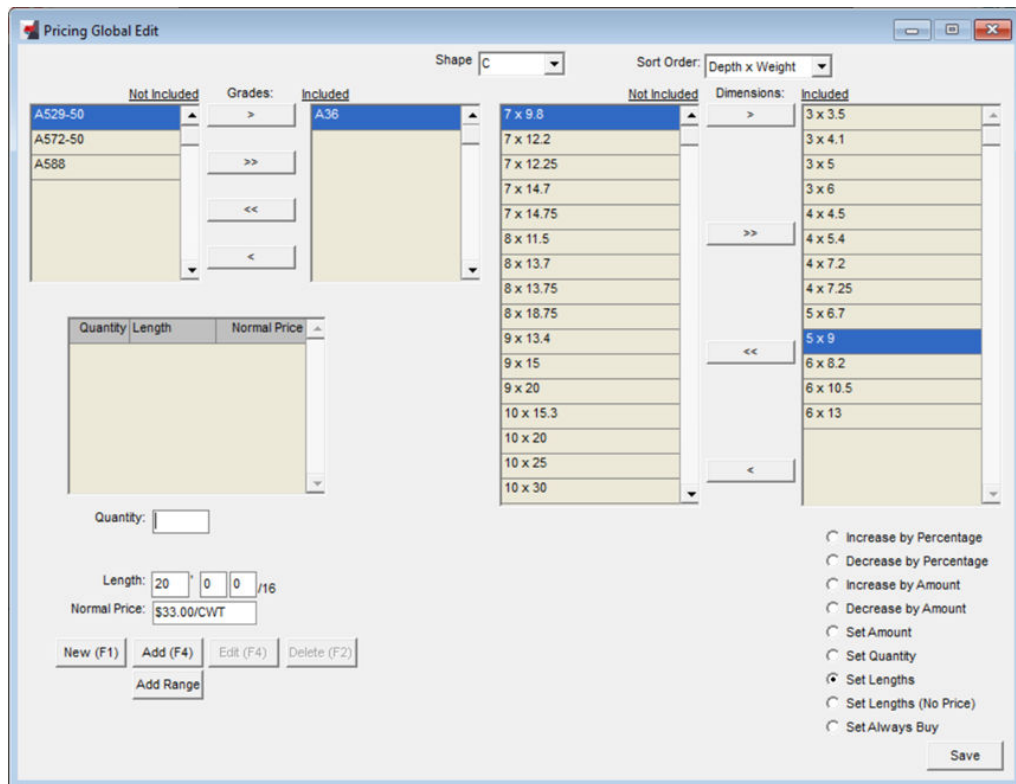 Pricing Global Edit
Shape C
Sort Order: Depth x Weight
Not Included Grades: Included
A529-50
A572-50
A588
>
>>
<<
<
A36
Not Included Dimensions: Included
7 x 9.8
7 x 12.2
7 x 12.25
7 x 14.7
7 x 14.75
8 x 11.5
8 x 13.7
8 x 13.75
8 x 18.75
9 x 13.4
9 x 15
9 x 20
10 x 15.3
10 x 20
10 x 25
10 x 30
>
>>
<<
<
3 x 3.5
3 x 4.1
3 x 5
3 x 6
4 x 4.5
4 x 5.4
4 x 7.2
4 x 7.25
5 x 6.7
5 x 9
6 x 8.2
6 x 10.5
6 x 13
Quantity Length Normal Price
Quantity:
Length: 20 ' 0 0 /16
Normal Price: $33.00/CWT
New (F1) Add (F4) Edit (F4) Delete (F2)
Add Range
Increase by Percentage
Decrease by Percentage
Increase by Amount
Decrease by Amount
Set Amount
Set Quantity
Set Lengths
Set Lengths (No Price)
Set Always Buy
Save